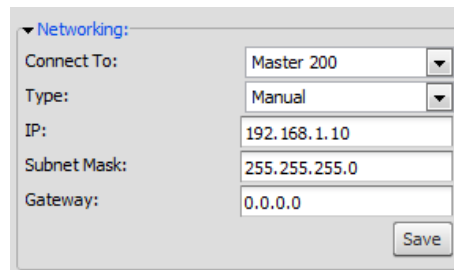 Networking:
Connect To: Master 200
Type: Manual
IP: 192.168.1.10
Subnet Mask: 255.255.255.0
Gateway: 0.0.0.0
Save